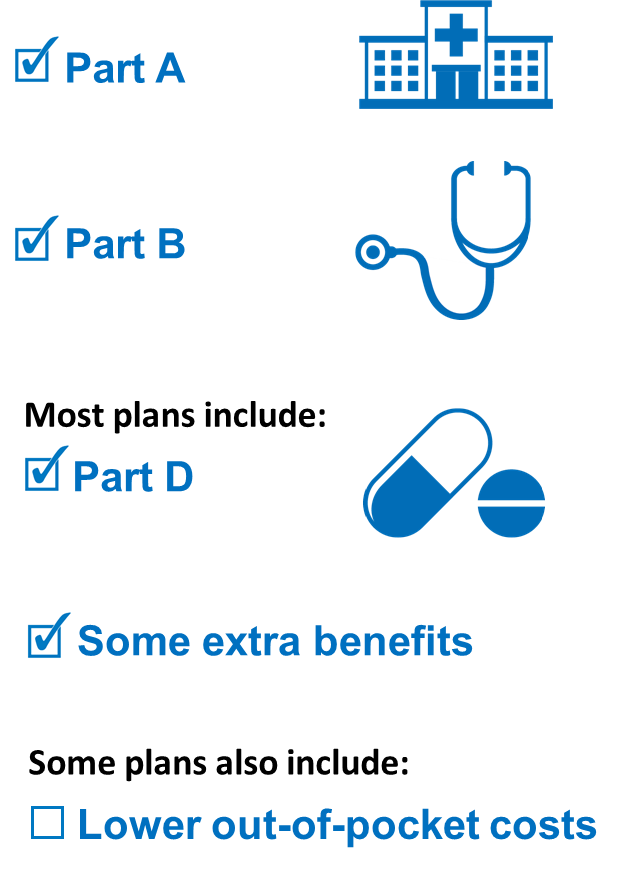 Part A
Part B
Most plans include:
Part D
Some extra benefits
Some plans also include:
Lower out-of-pocket costs